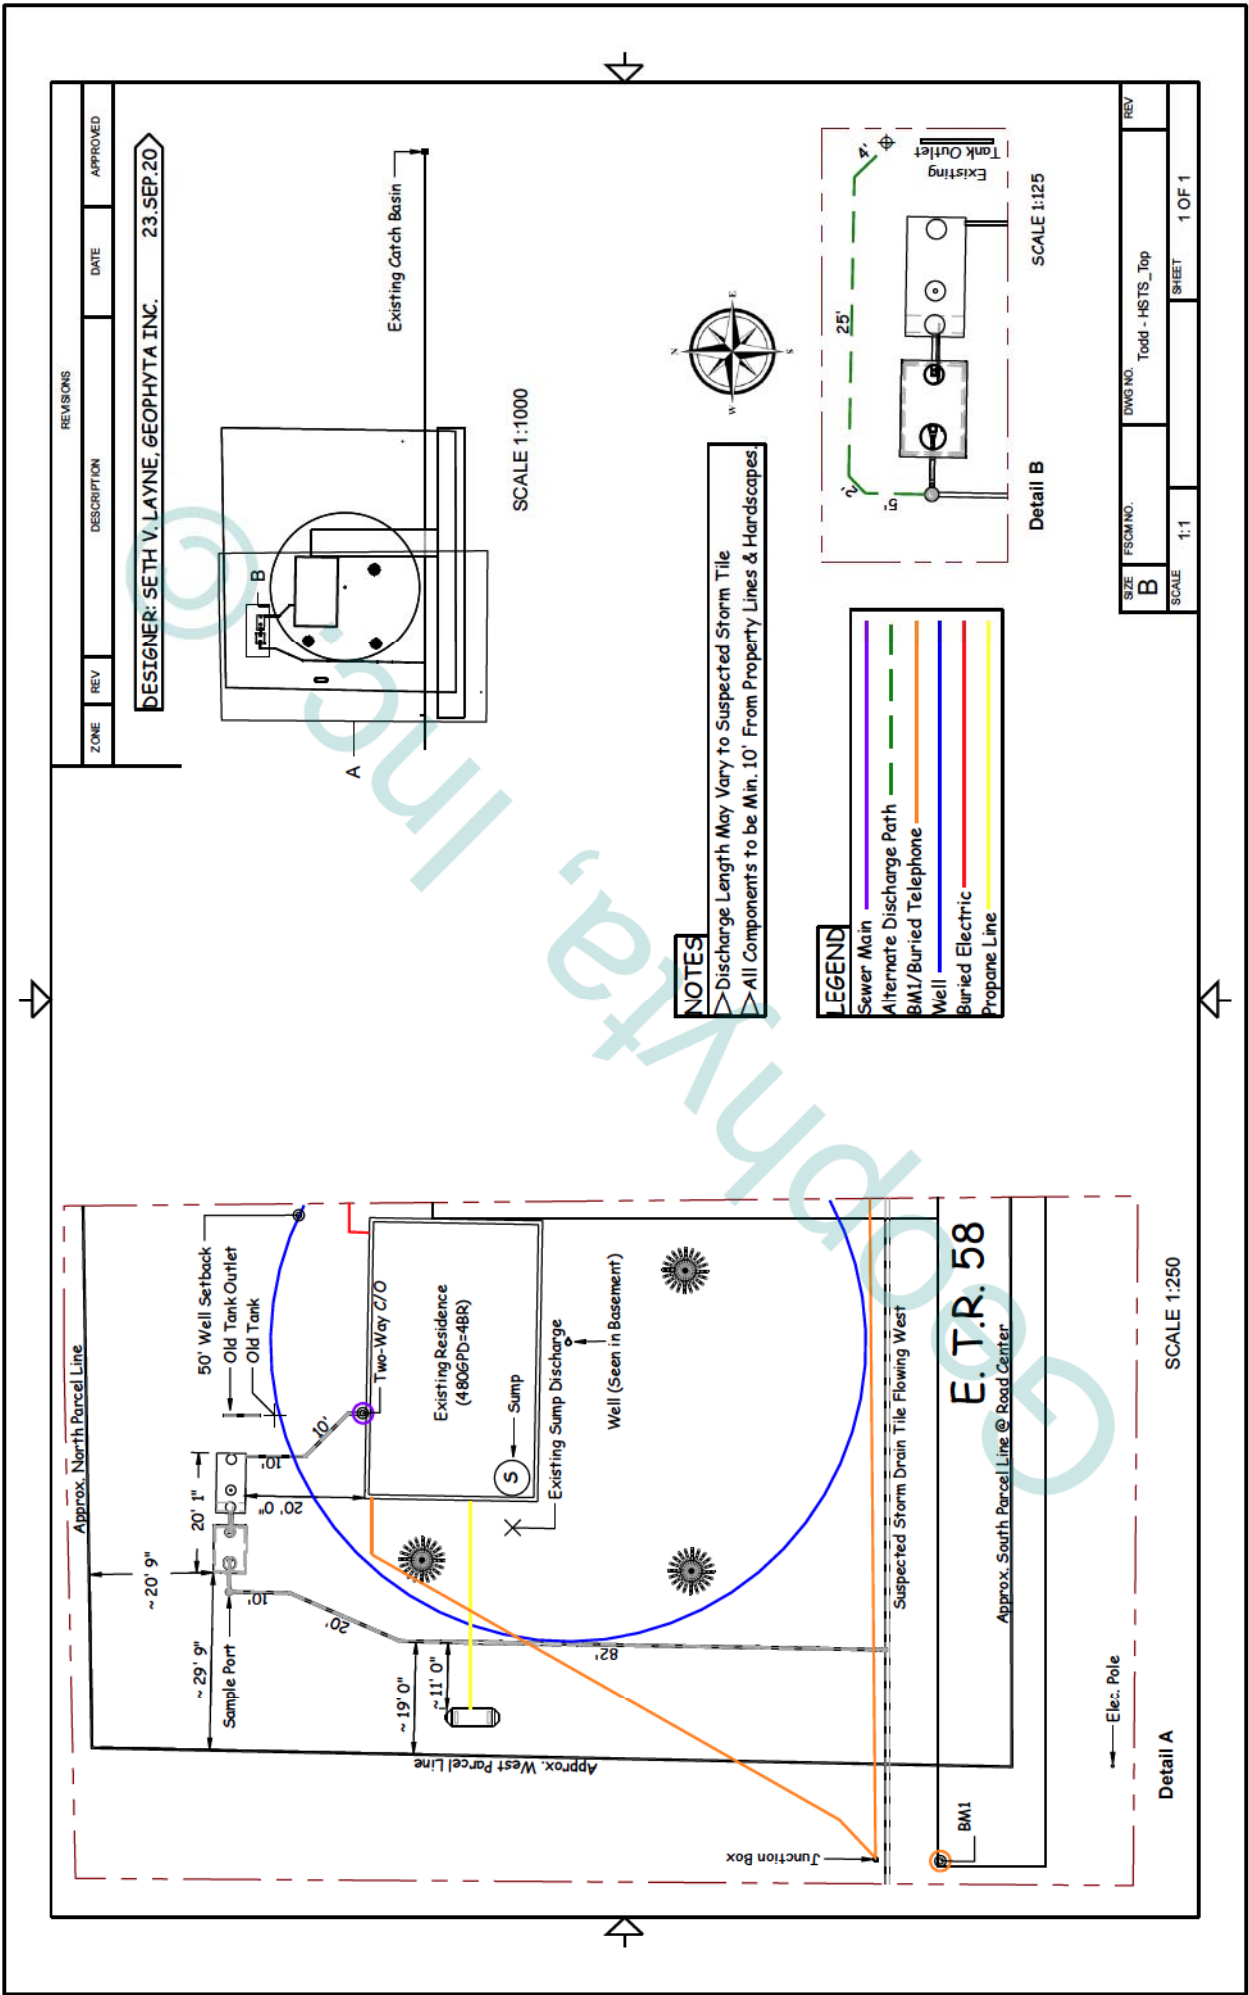 REVISIONS
ZONE
REV
DESCRIPTION
DATE
APPROVED
DESIGNER: SETH V. LAYNE, GEOPHYTA INC. 23.SEP.20
Approx. North Parcel Line
50' Well Setback
Old Tank Outlet
Old Tank
20' 1"
~20' 9"
~ 29' 9"
Sample Port
10'
10'
10'
20' 0"
20'
Two-Way C/O
Existing Residence
(480GPD=4BR)
Sump
S
Existing Sump Discharge
Well (Seen in Basement)
~ 19' 0"
~ 11' 0"
82'
Approx. West Parcel Line
Suspected Storm Drain Tile Flowing West
Junction Box
E. T.R. 58
Approx. South Parcel Line @ Road Center
BM1
Elec. Pole
Detail A
SCALE 1:250
A
B
Existing Catch Basin
SCALE 1:1000
N
E
S
W
NOTES
Discharge Length May Vary to Suspected Storm Tile
All Components to be Min. 10' From Property Lines & Hardscapes.
LEGEND
Sewer Main
Alternate Discharge Path
BM1/Buried Telephone
Well
Buried Electric
Propane Line
4'
25'
2'
5'
Existing
Tank Outlet
Detail B
SCALE 1:125
SIZE
B
FSCM NO.
DWG NO.
Todd - HSTS_Top
REV
SCALE
1:1
SHEET
1 OF 1
Geophyta, Inc. ©